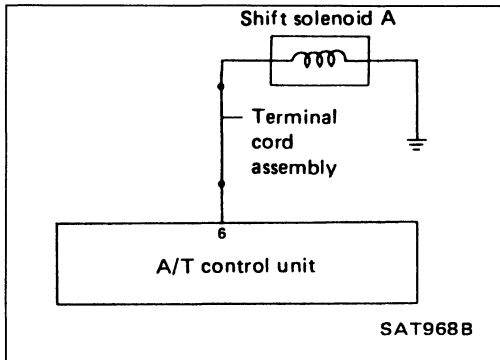 Shift solenoid A
Terminal
cord
assembly
6
A/T control unit
SAT968B